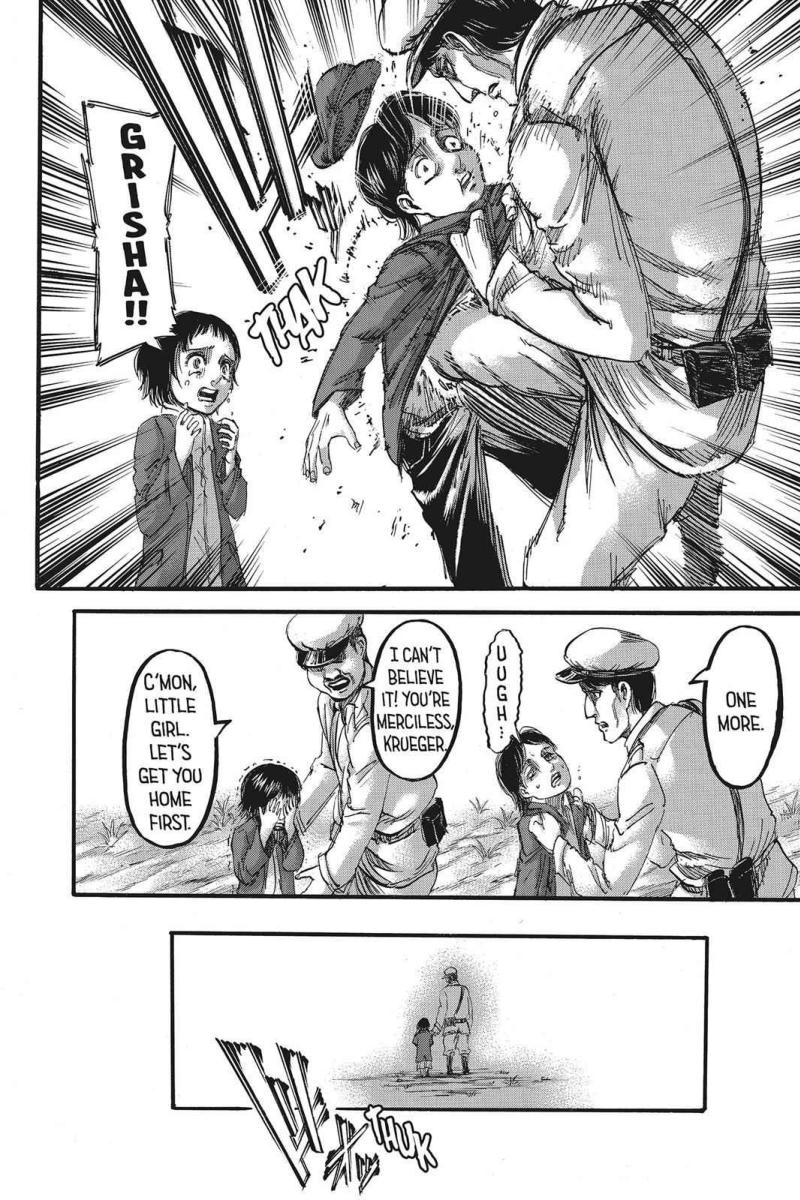 THAK
GRISHA!!
ONE
MORE.
UUGH...
I CAN'T
BELIEVE
IT! YOU'RE
MERCILESS,
KRUEGER.
C'MON,
LITTLE
GIRL.
LET'S
GET YOU
HOME
FIRST.
THUK